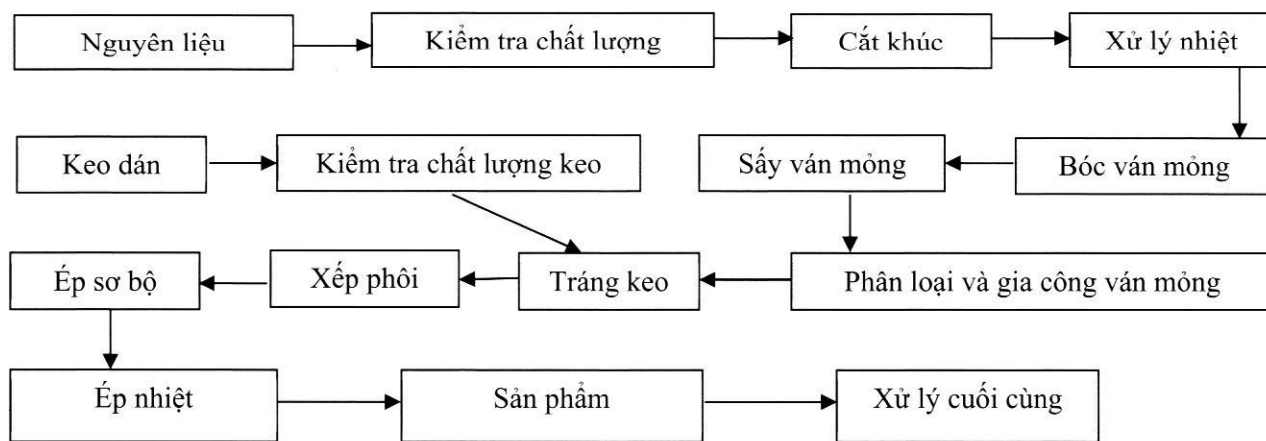 Nguyên liệu
Kiểm tra chất lượng
Cắt khúc
Xử lý nhiệt
Keo dán
Kiểm tra chất lượng keo
Sấy ván mỏng
Bóc ván mỏng
Ép sơ bộ
Xếp phôi
Tráng keo
Phân loại và gia công ván mỏng
Ép nhiệt
Sản phẩm
Xử lý cuối cùng